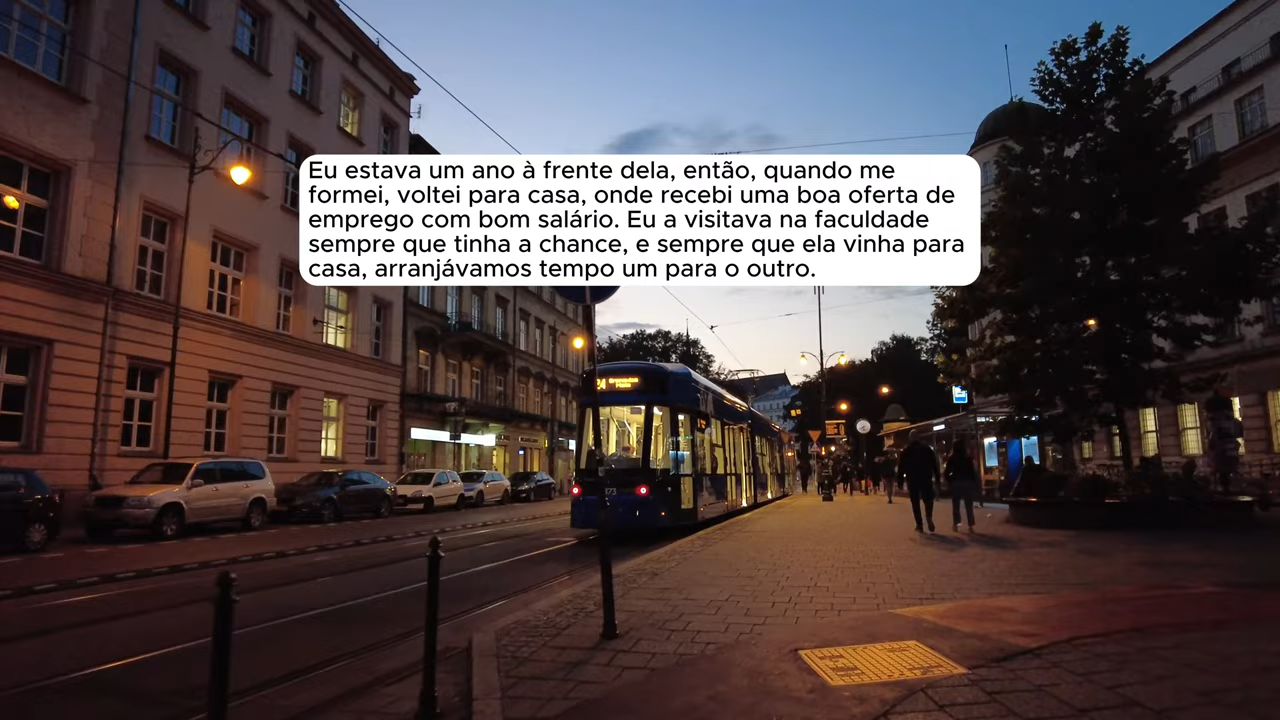 Eu estava um ano à frente dela, então, quando me
formei, voltei para casa, onde recebi uma boa oferta de
emprego com bom salário. Eu a visitava na faculdade
sempre que tinha a chance, e sempre que ela vinha para
casa, arranjávamos tempo um para o outro.
24